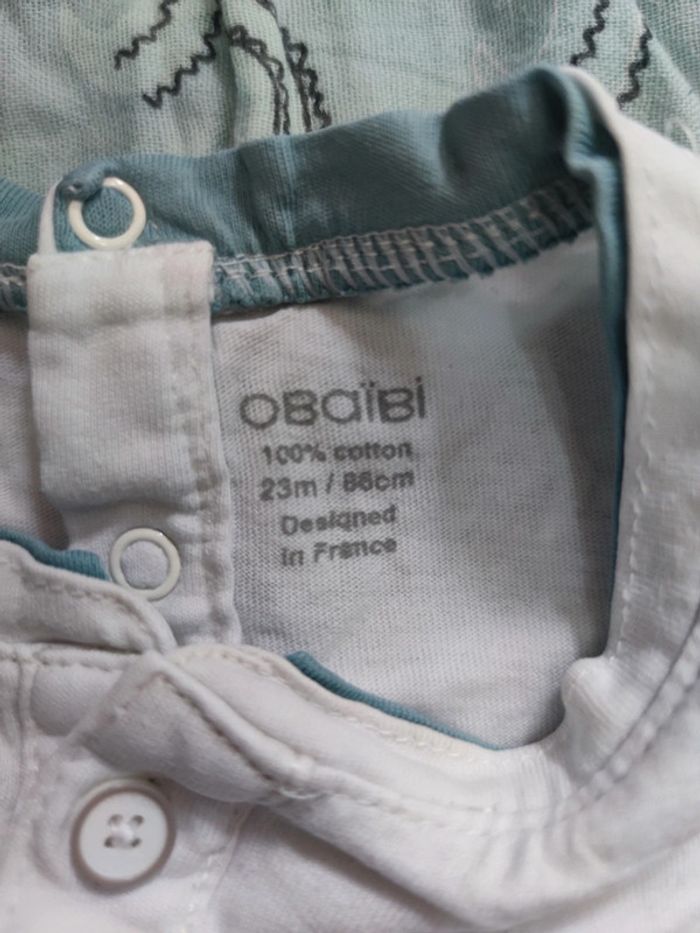 OBaïBi
100% cotton
23m / 86cm
Designed
in France